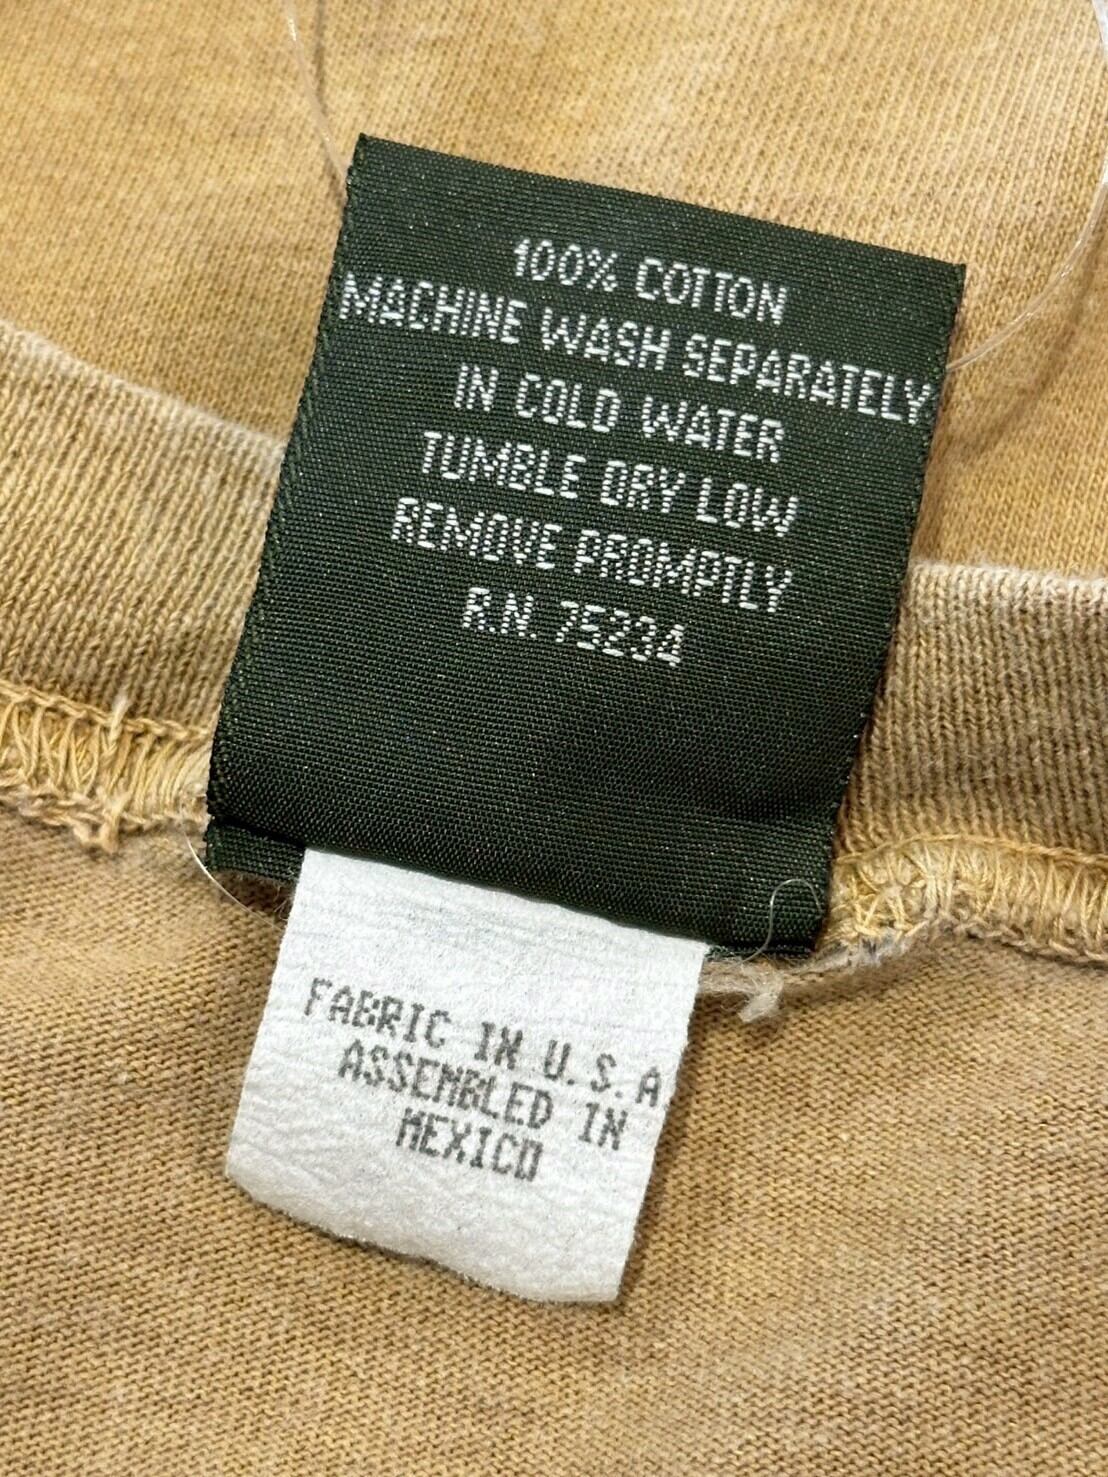 100% COTTON
MACHINE WASH SEPARATELY
IN COLD WATER
TUMBLE DRY LOW
REMOVE PROMPTLY
R.N. 75234
FABRIC IN U.S.A
ASSEMBLED IN
MEXICO